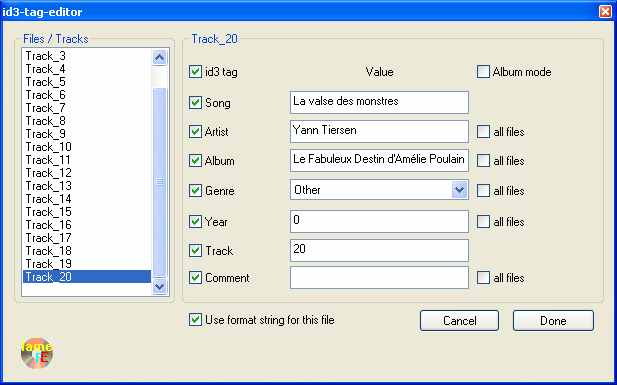 id3-tag-editor
Files / Tracks
Track_3
Track_4
Track_5
Track_6
Track_7
Track_8
Track_9
Track_10
Track_11
Track_12
Track_13
Track_14
Track_15
Track_16
Track_17
Track_18
Track_19
Track_20
Track_20
id3 tag Value Album mode
Song La valse des monstres
Artist Yann Tiersen all files
Album Le Fabuleux Destin d'Amélie Poulain all files
Genre Other all files
Year 0 all files
Track 20
Comment all files
Use format string for this file Cancel Done
lame
FE